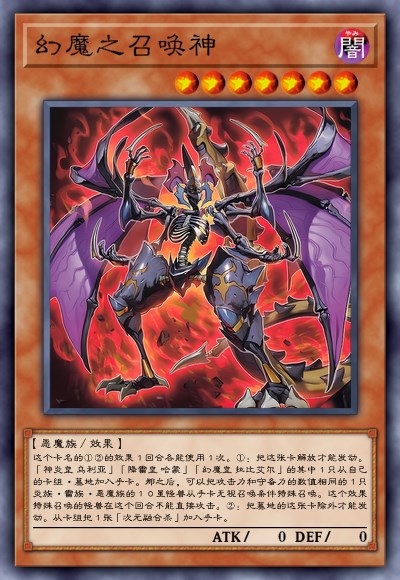 幻魔之召唤神
やみ
闇
【恶魔族/效果】
这个卡名的①②的效果1回合各能使用1次。①:把这张卡解放才能发动。
「神炎皇 乌利亚」「降雷皇 哈蒙」「幻魔皇 拉比艾尔」的其中1只从自己
的卡组·墓地加入手卡。那之后,可以把攻击力和守备力的数值相同的1只
炎族·雷族·恶魔族的10星怪兽从手卡无视召唤条件特殊召唤。这个效果
特殊召唤的怪兽在这个回合不能直接攻击。②:把墓地的这张卡除外才能发
动。从卡组把1张「次元融合杀」加入手卡。
ATK/ 0 DEF/ 0